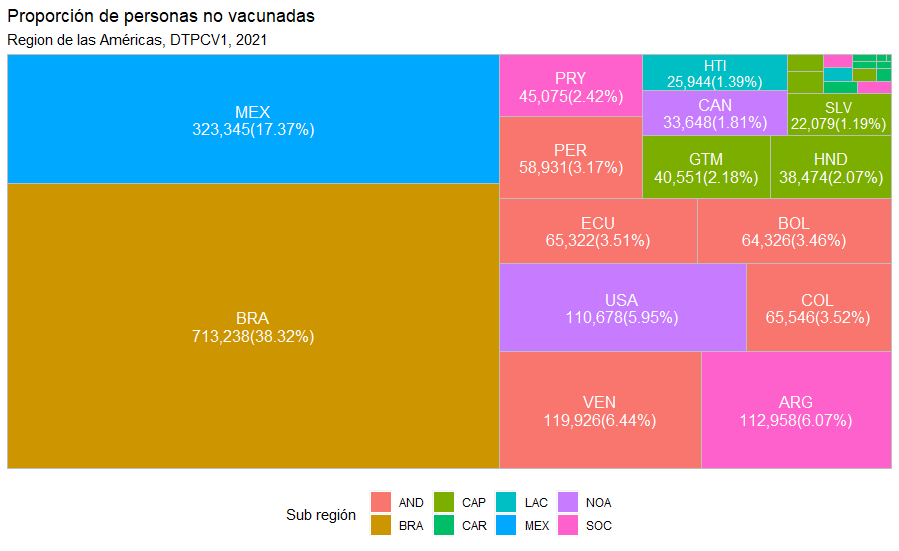 Proporción de personas no vacunadas
Region de las Américas, DTPCV1, 2021
MEX
323,345(17.37%)
BRA
713,238(38.32%)
PRY
45,075(2.42%)
PER
58,931(3.17%)
HTI
25,944(1.39%)
CAN
33,648(1.81%)
SLV
22,079(1.19%)
GTM
40,551(2.18%)
HND
38,474(2.07%)
ECU
65,322(3.51%)
BOL
64,326(3.46%)
USA
110,678(5.95%)
COL
65,546(3.52%)
VEN
119,926(6.44%)
ARG
112,958(6.07%)
Sub región
AND
CAP
LAC
NOA
BRA
CAR
MEX
SOC